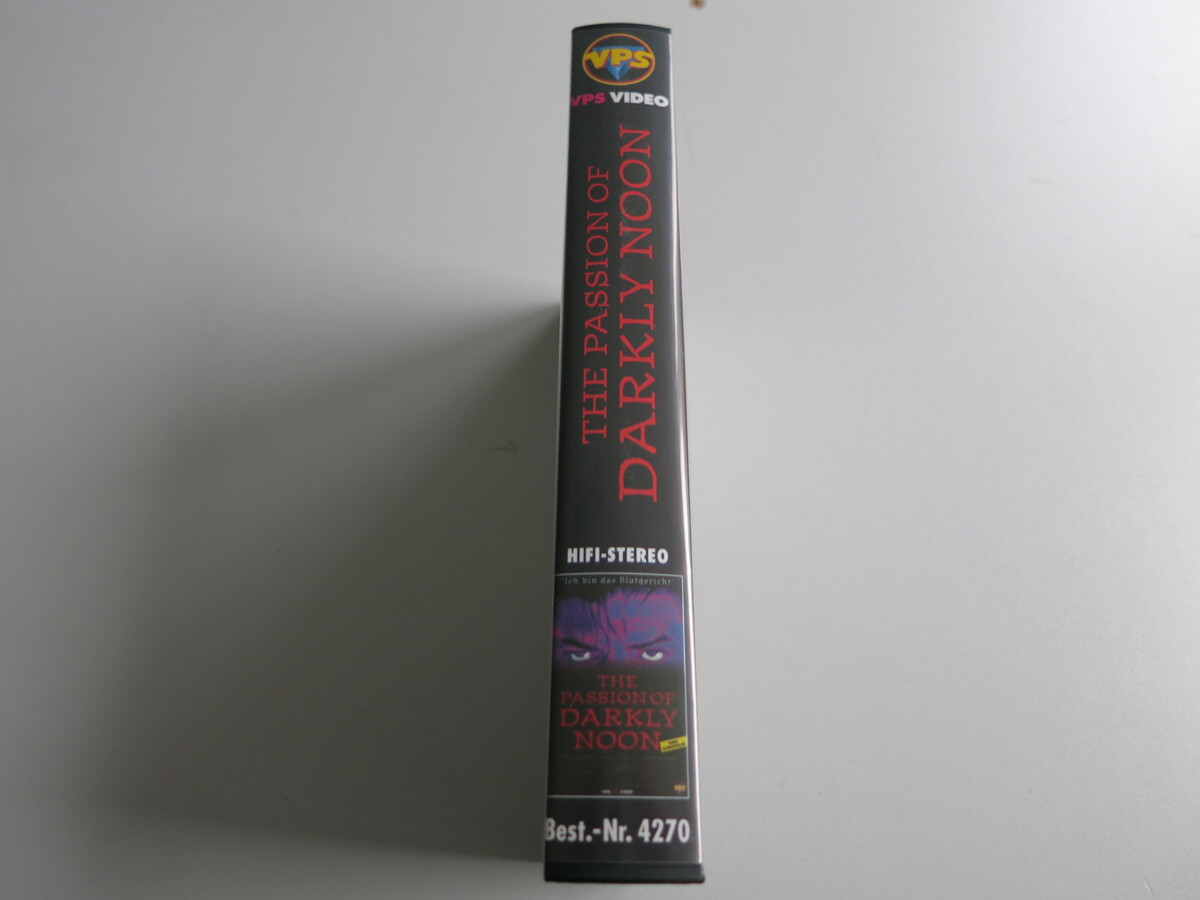 VPS
VPS VIDEO
THE PASSION OF
DARKLY NOON
HIFI-STEREO
"Ich bin das Blutgericht"
THE
PASSION OF
DARKLY
NOON
Best.-Nr. 4270